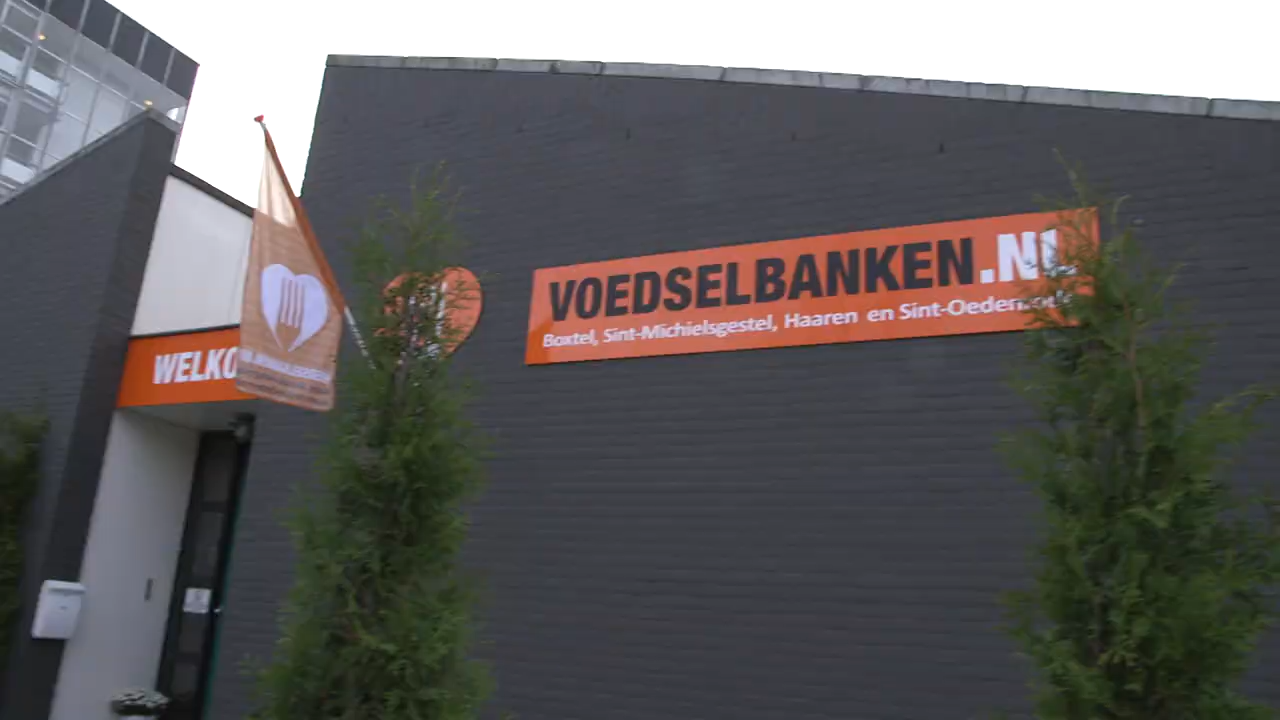 VOEDSELBANKEN.NL
Boxtel, Sint-Michielsgestel, Haaren en Sint-Oedenrode
WELKO